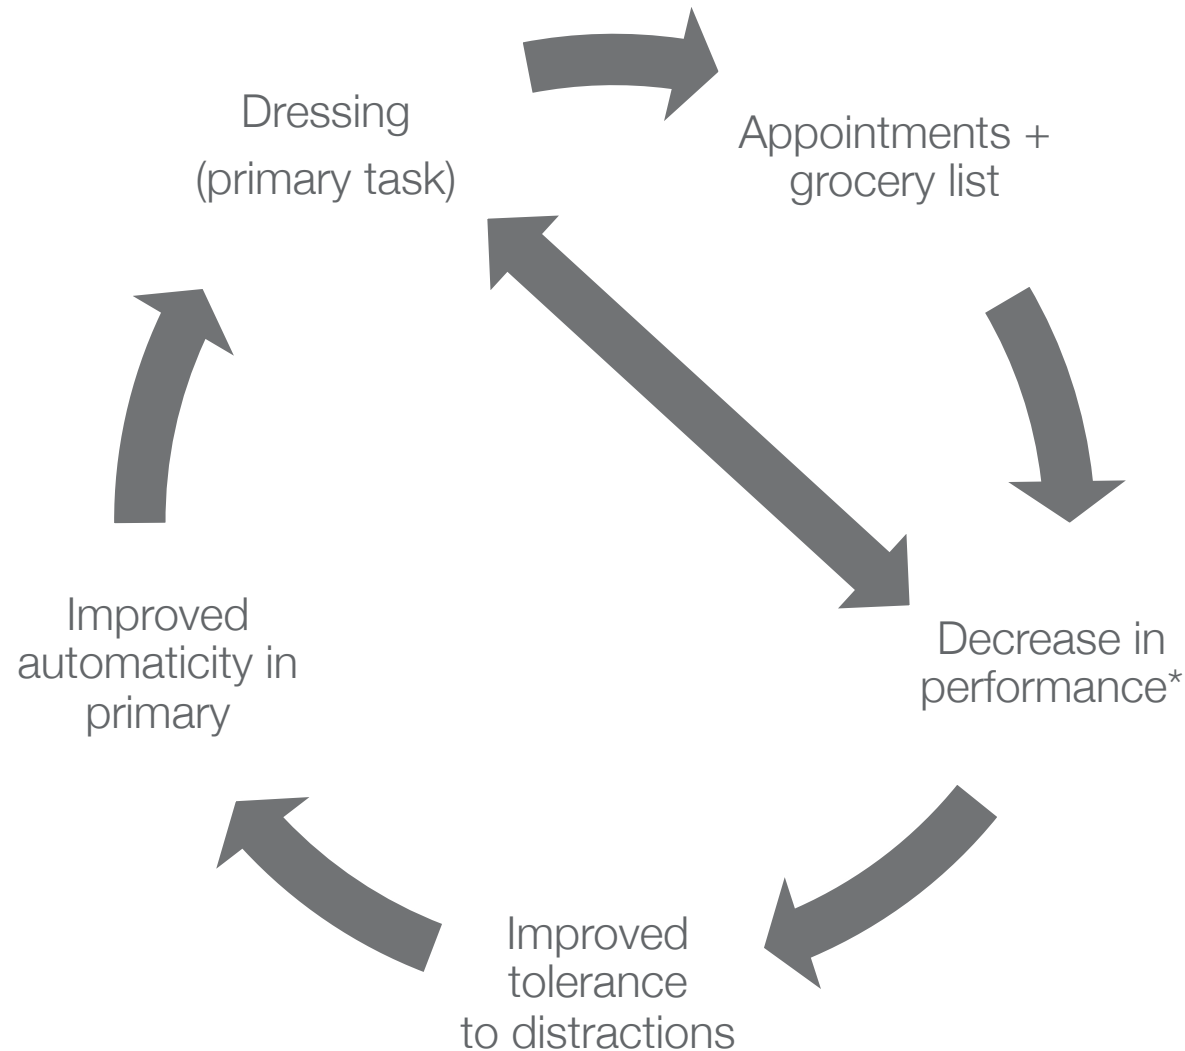 Dressing
(primary task)
Appointments +
grocery list
Decrease in
performance*
Improved
tolerance
to distractions
Improved
automaticity in
primary